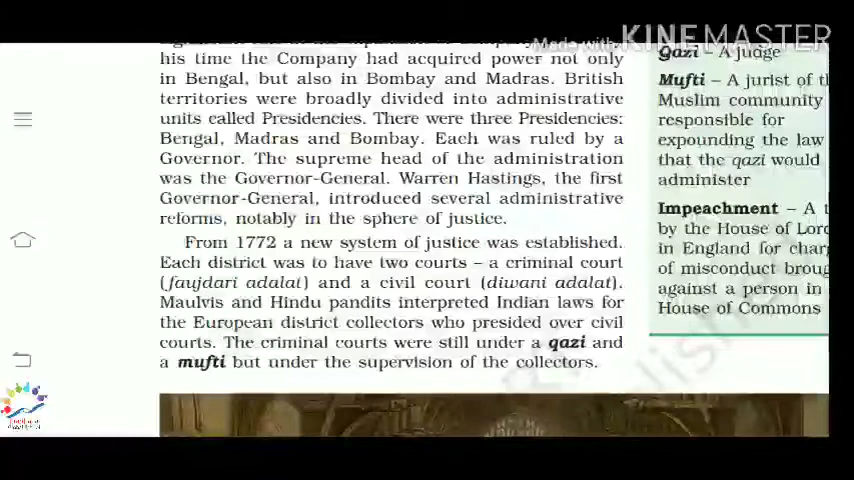 Made with KINEMASTER
his time the Company had acquired power not only
in Bengal, but also in Bombay and Madras. British
territories were broadly divided into administrative
units called Presidencies. There were three Presidencies:
Bengal, Madras and Bombay. Each was ruled by a
Governor. The supreme head of the administration
was the Governor-General. Warren Hastings, the first
Governor-General, introduced several administrative
reforms, notably in the sphere of justice.
From 1772 a new system of justice was established.
Each district was to have two courts – a criminal court
(faujdari adalat) and a civil court (diwani adalat).
Maulvis and Hindu pandits interpreted Indian laws for
the European district collectors who presided over civil
courts. The criminal courts were still under a qazi and
a mufti but under the supervision of the collectors.
Qazi – A judge
Mufti – A jurist of th
Muslim community
responsible for
expounding the law
that the qazi would
administer
Impeachment – A t
by the House of Lord
in England for charg
of misconduct broug
against a person in
House of Commons